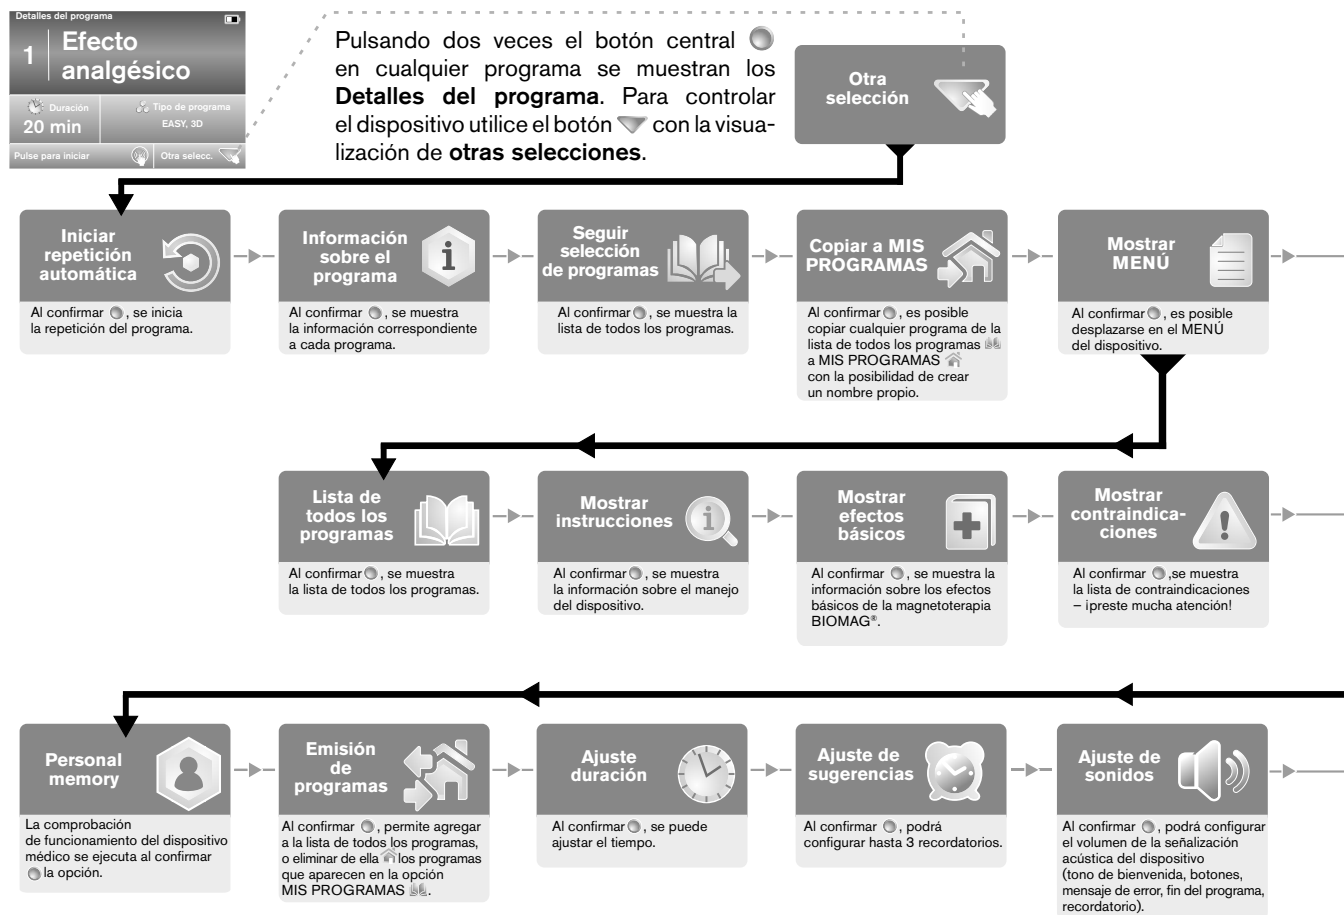 Detalles del programa
1 Efecto
analgésico
Duración
20 min
Tipo de programa
EASY, 3D
Pulse para iniciar
Otra selecc.
Pulsando dos veces el botón central
en cualquier programa se muestran los
Detalles del programa. Para controlar
el dispositivo utilice el botón con la visua-
lización de otras selecciones.
Otra
selección
Iniciar
repetición
automática
Al confirmar , se inicia
la repetición del programa.
Información
sobre el
programa
Al confirmar , se muestra
la información correspondiente
a cada programa.
Seguir
selección
de programas
Al confirmar , se muestra la
lista de todos los programas.
Copiar a MIS
PROGRAMAS
Al confirmar , es posible
copiar cualquier programa de la
lista de todos los programas
a MIS PROGRAMAS
con la posibilidad de crear
un nombre propio.
Mostrar
MENÚ
Al confirmar , es posible
desplazarse en el MENÚ
del dispositivo.
Lista de
todos los
programas
Al confirmar , se muestra
la lista de todos los programas.
Mostrar
instrucciones
Al confirmar , se muestra
la información sobre el manejo
del dispositivo.
Mostrar
efectos
básicos
Al confirmar , se muestra la
información sobre los efectos
básicos de la magnetoterapia
BIOMAG®.
Mostrar
contraindica-
ciones
Al confirmar ,se muestra
la lista de contraindicaciones
– ¡preste mucha atención!
Personal
memory
La comprobación
de funcionamiento del dispositivo
médico se ejecuta al confirmar
la opción.
Emisión
de
programas
Al confirmar , permite agregar
a la lista de todos los programas,
o eliminar de ella los programas
que aparecen en la opción
MIS PROGRAMAS .
Ajuste
duración
Al confirmar , se puede
ajustar el tiempo.
Ajuste de
sugerencias
Al confirmar , podrá
configurar hasta 3 recordatorios.
Ajuste de
sonidos
Al confirmar , podrá configurar
el volumen de la señalización
acústica del dispositivo
(tono de bienvenida, botones,
mensaje de error, fin del programa,
recordatorio).